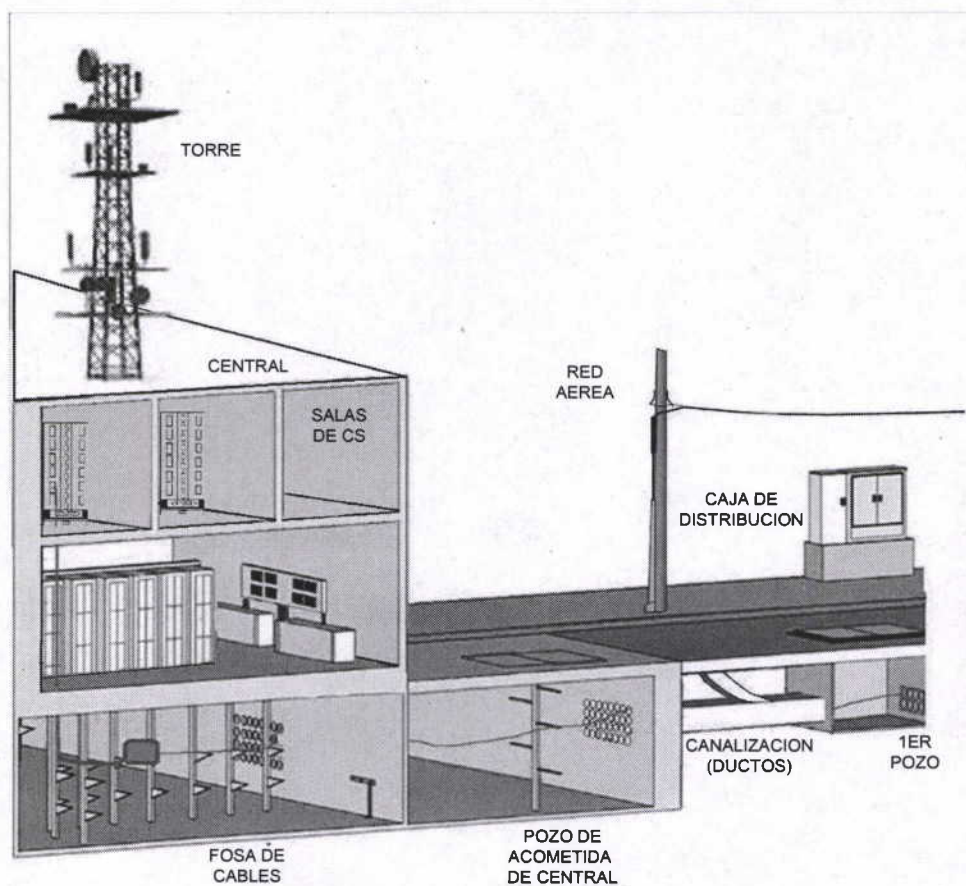 TORRE
CENTRAL
SALAS
DE CS
RED
AEREA
CAJA DE
DISTRIBUCION
CANALIZACION
(DUCTOS)
1ER
POZO
FOSA DE
CABLES
POZO DE
ACOMETIDA
DE CENTRAL